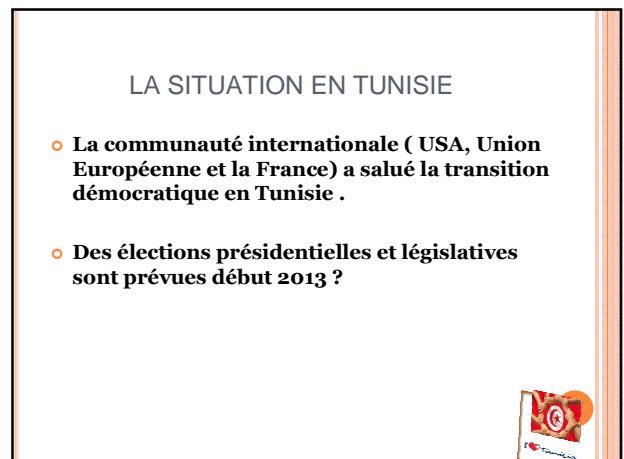 LA SITUATION EN TUNISIE
La communauté internationale ( USA, Union
Européenne et la France) a salué la transition
démocratique en Tunisie .
Des élections présidentielles et législatives
sont prévues début 2013 ?
I ❤ Tunisia